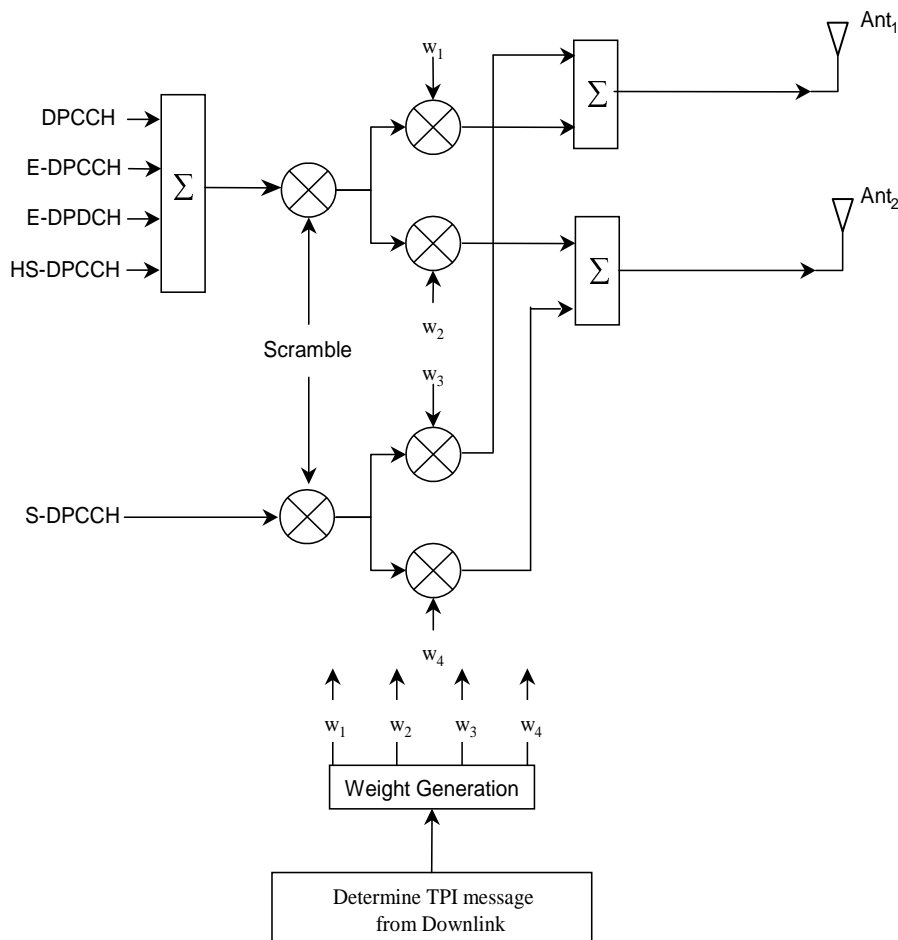 Ant1
w1
DPCCH
Σ
E-DPCCH
Σ
E-DPDCH
Ant2
HS-DPCCH
Σ
w2
Scramble
w3
S-DPCCH
w4
w1 w2 w3 w4
Weight Generation
Determine TPI message
from Downlink